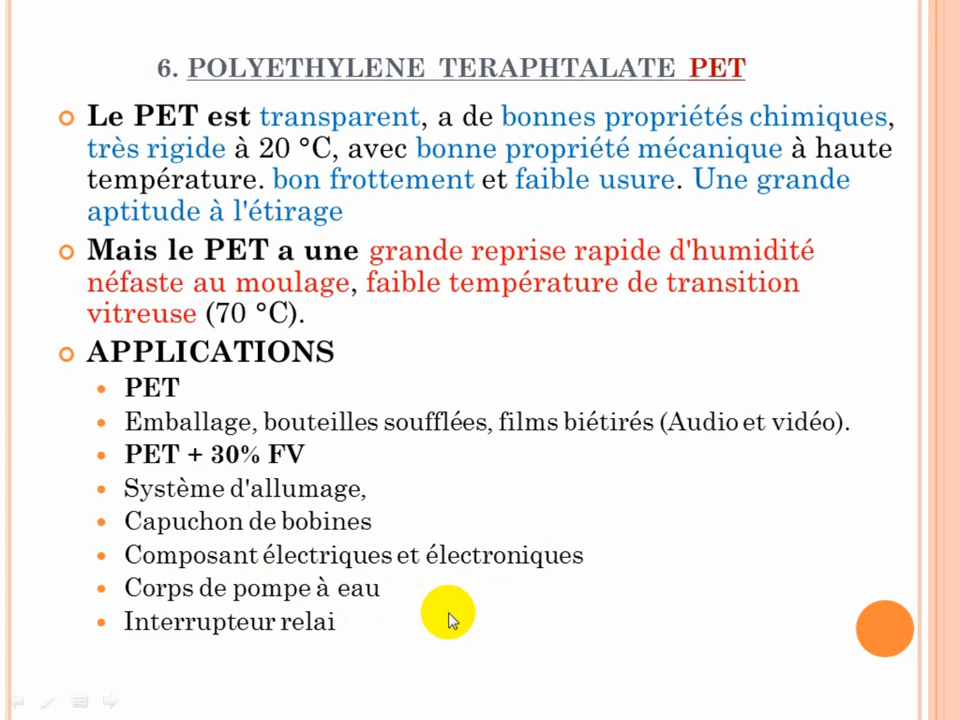 6. POLYETHYLENE TERAPHTALATE PET
Le PET est transparent, a de bonnes propriétés chimiques,
très rigide à 20 °C, avec bonne propriété mécanique à haute
température. bon frottement et faible usure. Une grande
aptitude à l'étirage
Mais le PET a une grande reprise rapide d'humidité
néfaste au moulage, faible température de transition
vitreuse (70 °C).
APPLICATIONS
PET
Emballage, bouteilles soufflées, films biétirés (Audio et vidéo).
PET + 30% FV
Système d'allumage,
Capuchon de bobines
Composant électriques et électroniques
Corps de pompe à eau
Interrupteur relai